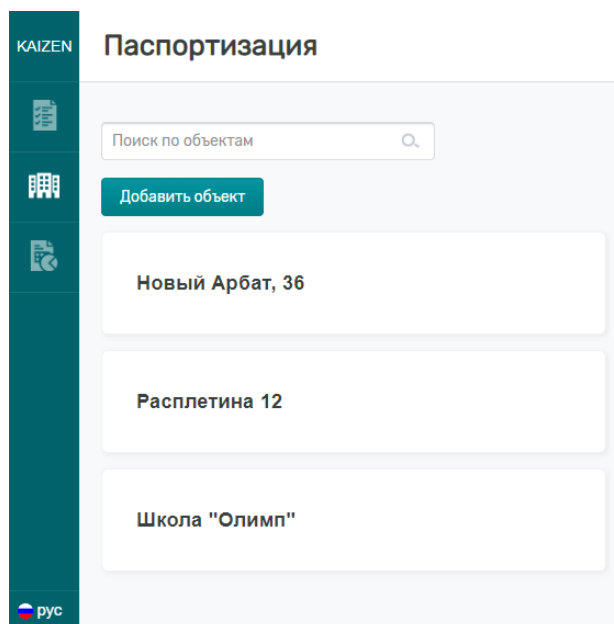 KAIZEN
Паспортизация
Поиск по объектам
Добавить объект
Новый Арбат, 36
Расплетина 12
Школа "Олимп"
рус